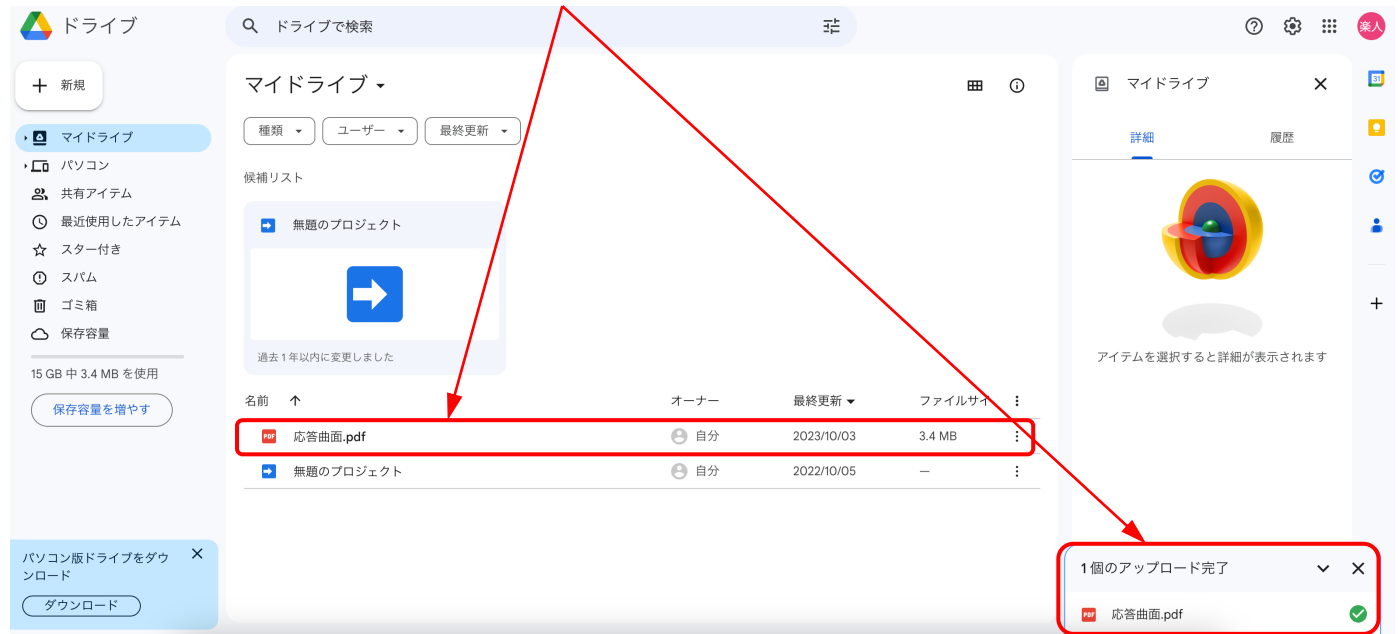 ドライブ
ドライブで検索
楽人
新規
マイドライブ
パソコン
共有アイテム
最近使用したアイテム
スター付き
スパム
ゴミ箱
保存容量
15 GB 中 3.4 MB を使用
保存容量を増やす
パソコン版ドライブをダウ
ンロード
ダウンロード
マイドライブ
種類
ユーザー
最終更新
候補リスト
無題のプロジェクト
過去 1 年以内に変更しました
名前 オーナー 最終更新 ファイルサイ
PDF 応答曲面.pdf 自分 2023/10/03 3.4 MB
無題のプロジェクト 自分 2022/10/05 —
マイドライブ
詳細 履歴
アイテムを選択すると詳細が表示されます
31
1 個のアップロード完了
PDF 応答曲面.pdf